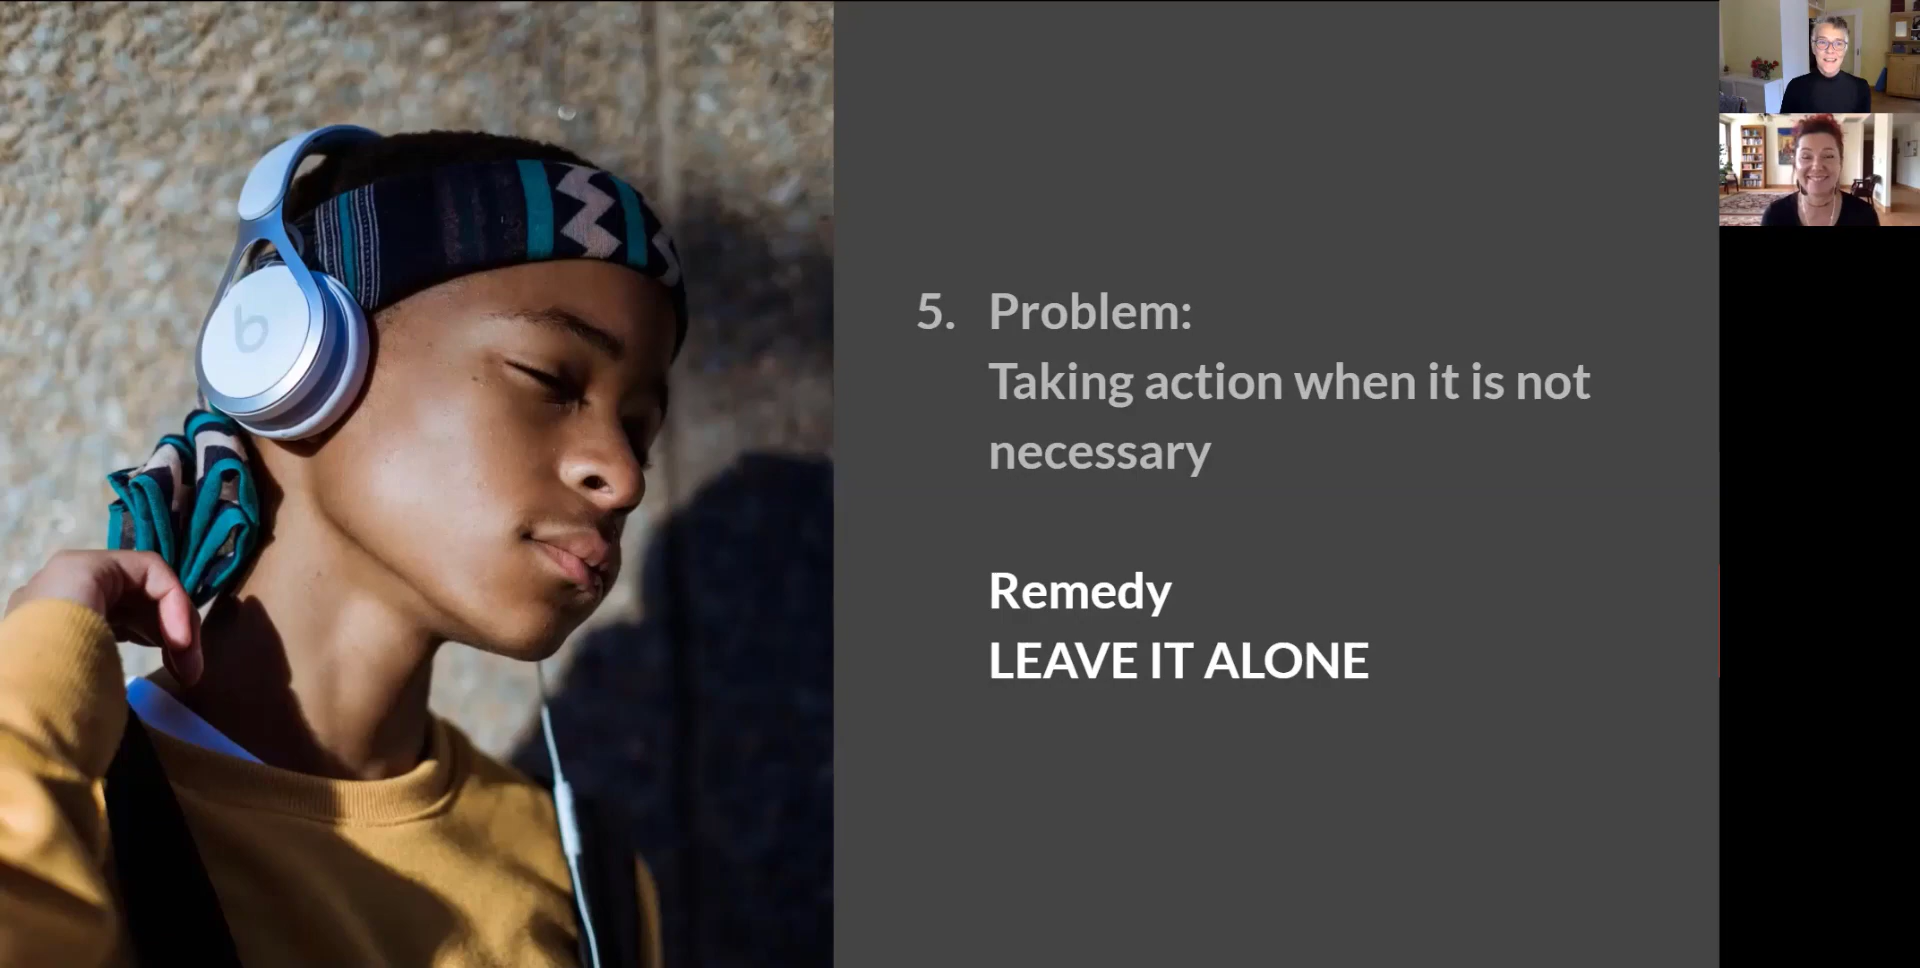 5. Problem:
Taking action when it is not
necessary
Remedy
LEAVE IT ALONE